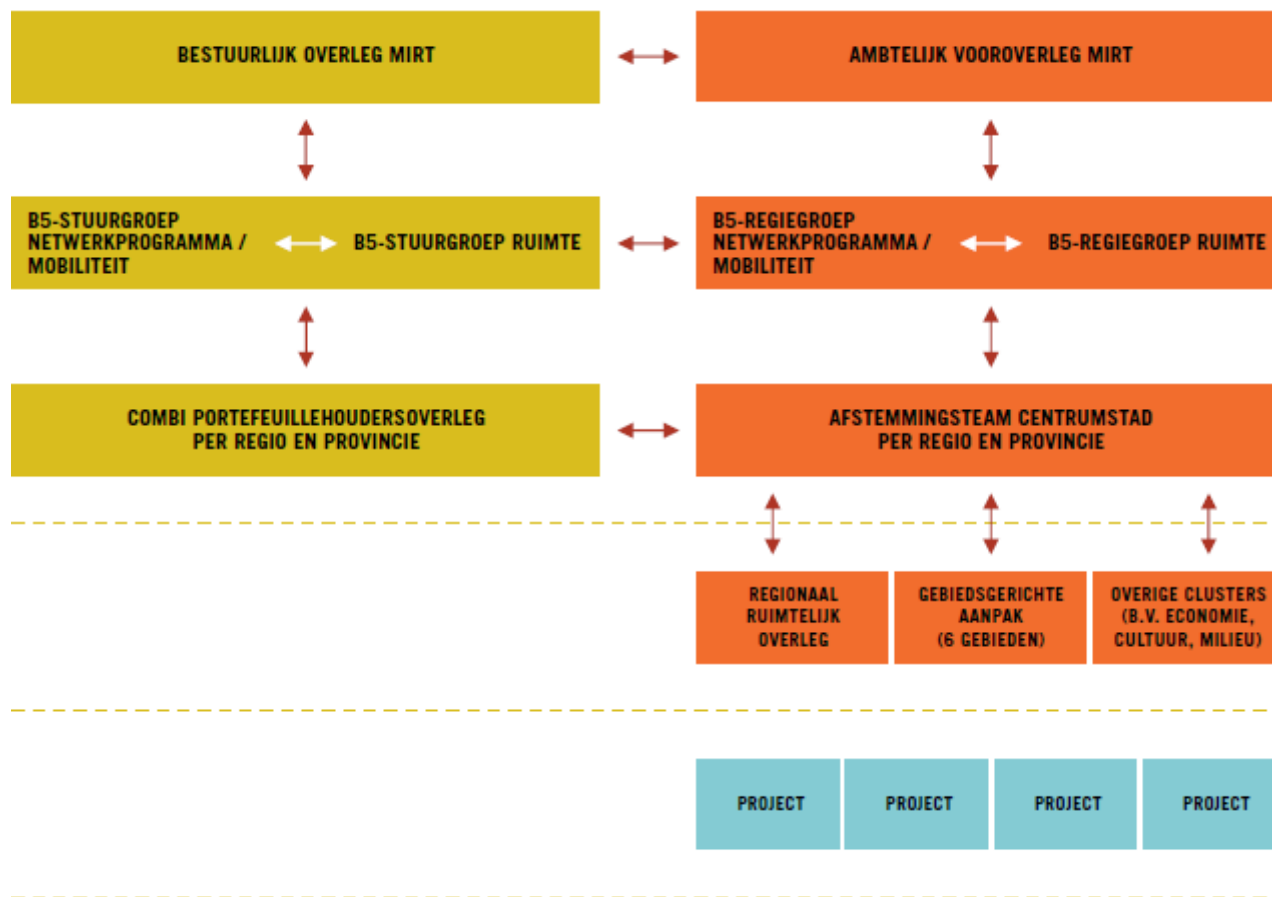 BESTUURLIJK OVERLEG MIRT
AMBTELIJK VOOROVERLEG MIRT
B5-STUURGROEP
NETWERKPROGRAMMA /
MOBILITEIT
B5-STUURGROEP RUIMTE
B5-REGIEGROEP
NETWERKPROGRAMMA /
MOBILITEIT
B5-REGIEGROEP RUIMTE
COMBI PORTEFEUILLEHOUDERSOVERLEG
PER REGIO EN PROVINCIE
AFSTEMMINGSTEAM CENTRUMSTAD
PER REGIO EN PROVINCIE
REGIONAAL
RUIMTELIJK
OVERLEG
GEBIEDSGERICHTE
AANPAK
(6 GEBIEDEN)
OVERIGE CLUSTERS
(B.V. ECONOMIE,
CULTUUR, MILIEU)
PROJECT
PROJECT
PROJECT
PROJECT